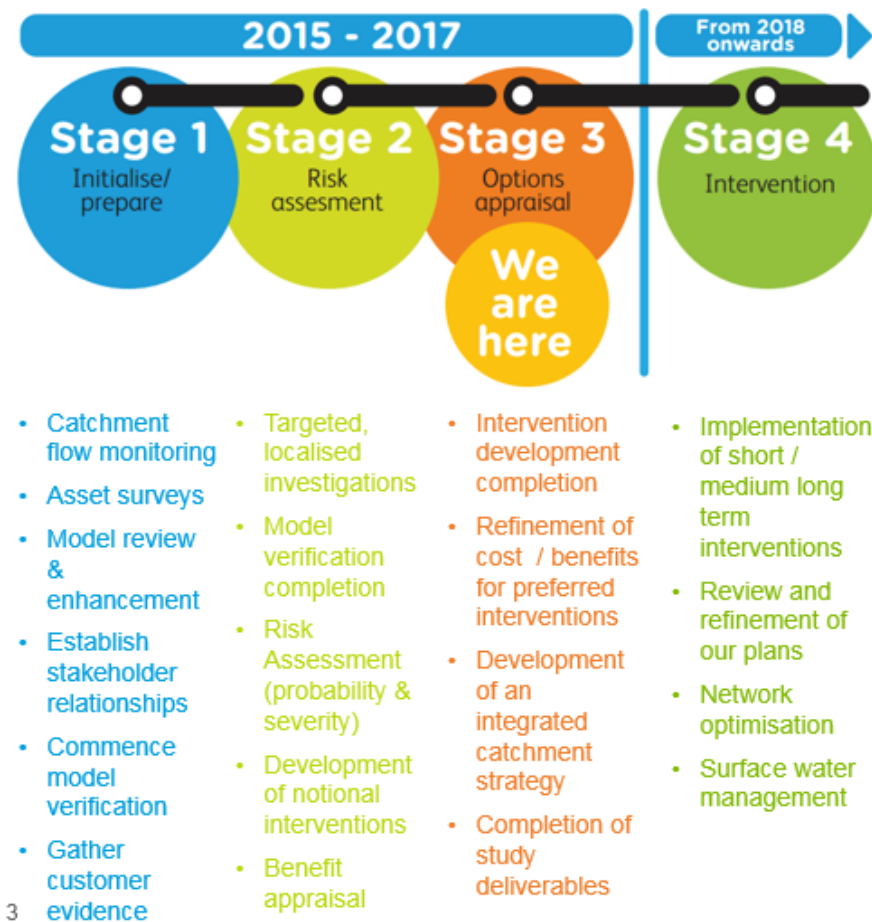 2015 - 2017
From 2018
onwards
Stage 1
Initialise/
prepare
Stage 2
Risk
assesment
Stage 3
Options
appraisal
Stage 4
Intervention
We
are
here
• Catchment
flow monitoring
• Asset surveys
• Model review
&
enhancement
• Establish
stakeholder
relationships
• Commence
model
verification
• Gather
customer
evidence
• Targeted,
localised
investigations
• Model
verification
completion
• Risk
Assessment
(probability &
severity)
• Development
of notional
interventions
• Benefit
appraisal
• Intervention
development
completion
• Refinement of
cost / benefits
for preferred
interventions
• Development
of an
integrated
catchment
strategy
• Completion of
study
deliverables
• Implementation
of short /
medium long
term
interventions
• Review and
refinement of
our plans
• Network
optimisation
• Surface water
management
3